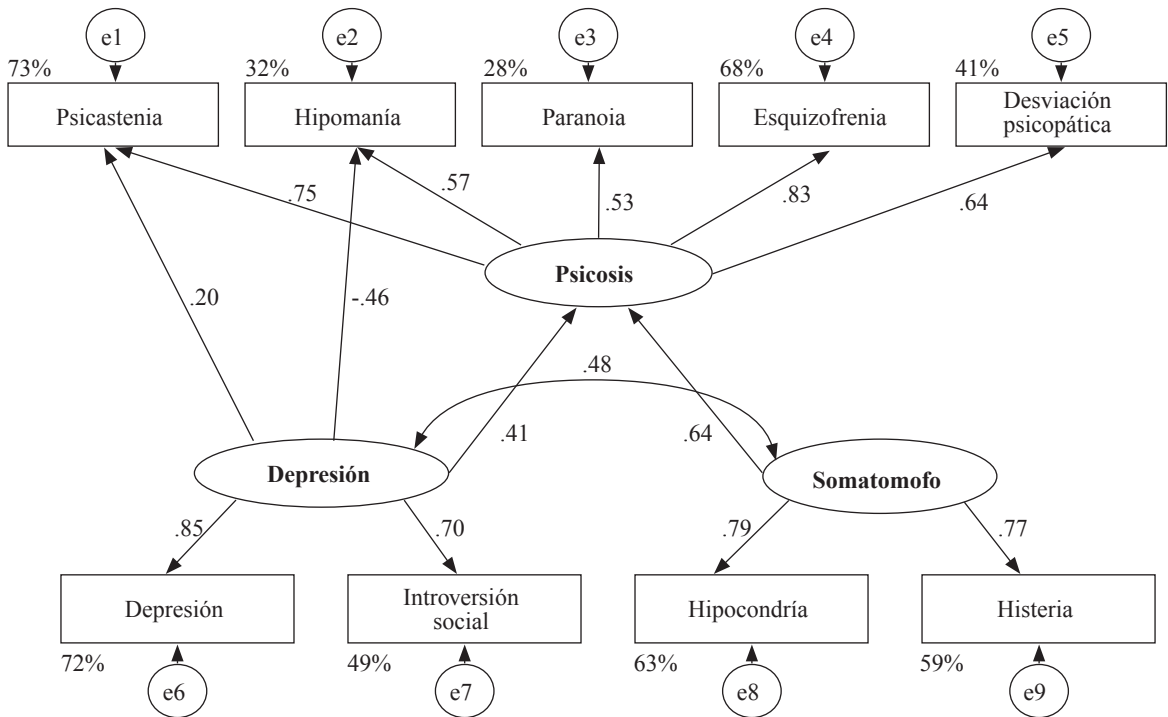 e1
e2
e3
e4
e5
73%
32%
28%
68%
41%
Psicastenia
Hipomanía
Paranoia
Esquizofrenia
Desviación
psicopática
.75
.57
.53
.83
.64
Psicosis
.20
-.46
.48
.41
.64
Depresión
Somatomofo
.85
.70
.79
.77
Depresión
Introversión
social
Hipocondría
Histeria
72%
49%
63%
59%
e6
e7
e8
e9